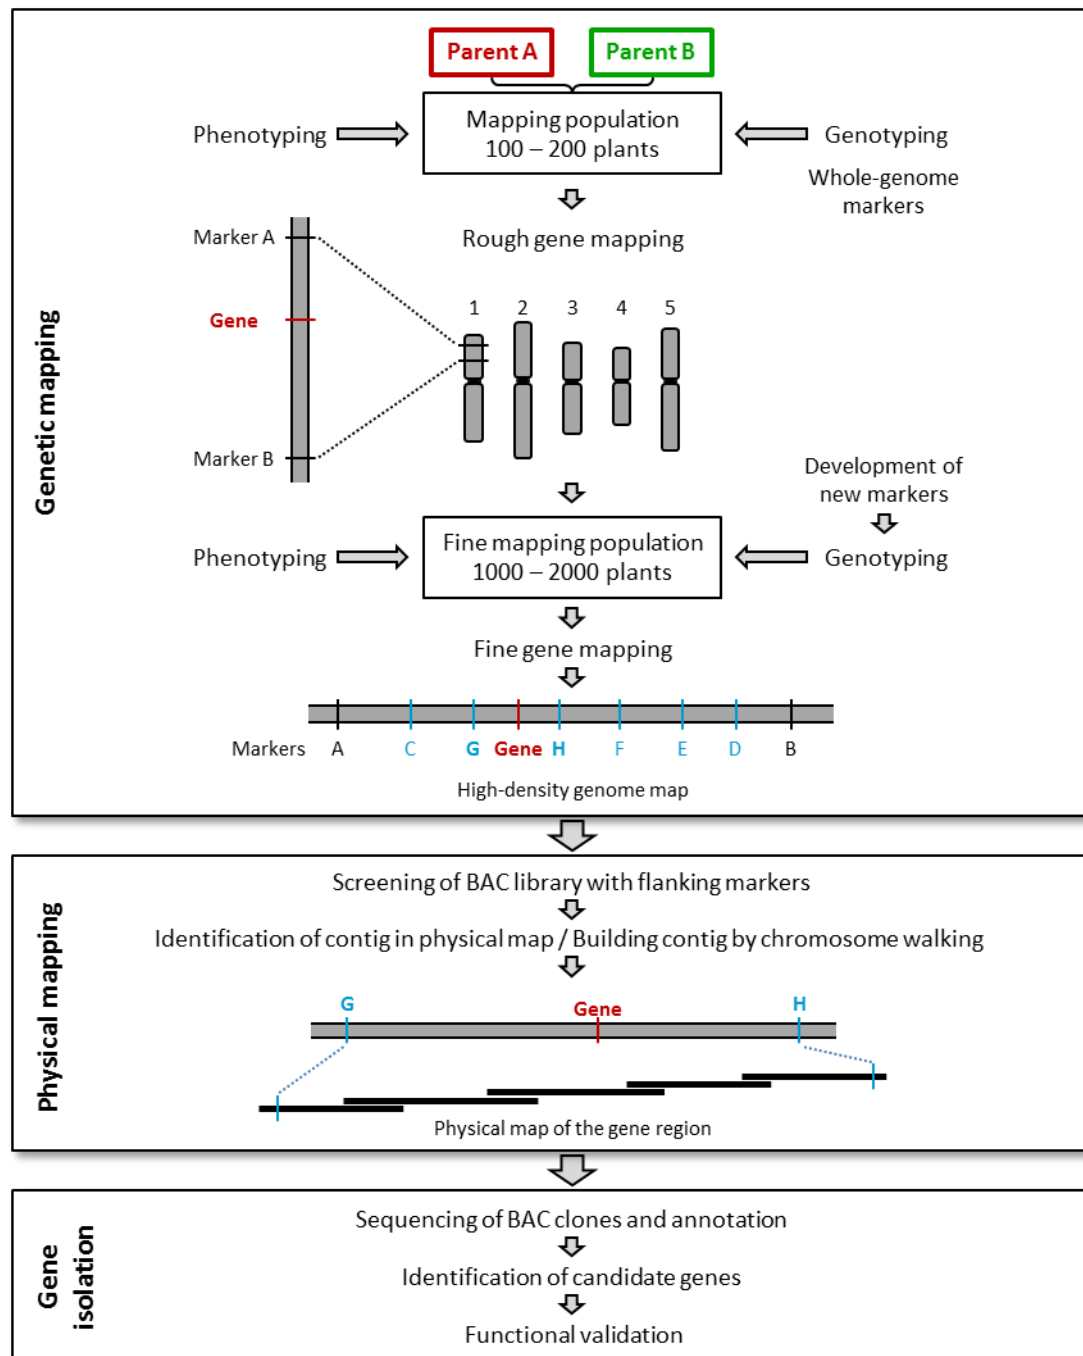 Parent A
Parent B
Phenotyping
Mapping population
100 – 200 plants
Genotyping
Whole-genome
markers
Rough gene mapping
Marker A
Gene
Marker B
1 2 3 4 5
Genetic mapping
Development of
new markers
Phenotyping
Fine mapping population
1000 – 2000 plants
Genotyping
Fine gene mapping
Markers A C G Gene H F E D B
High-density genome map
Physical mapping
Screening of BAC library with flanking markers
Identification of contig in physical map / Building contig by chromosome walking
G Gene H
Physical map of the gene region
Gene
isolation
Sequencing of BAC clones and annotation
Identification of candidate genes
Functional validation